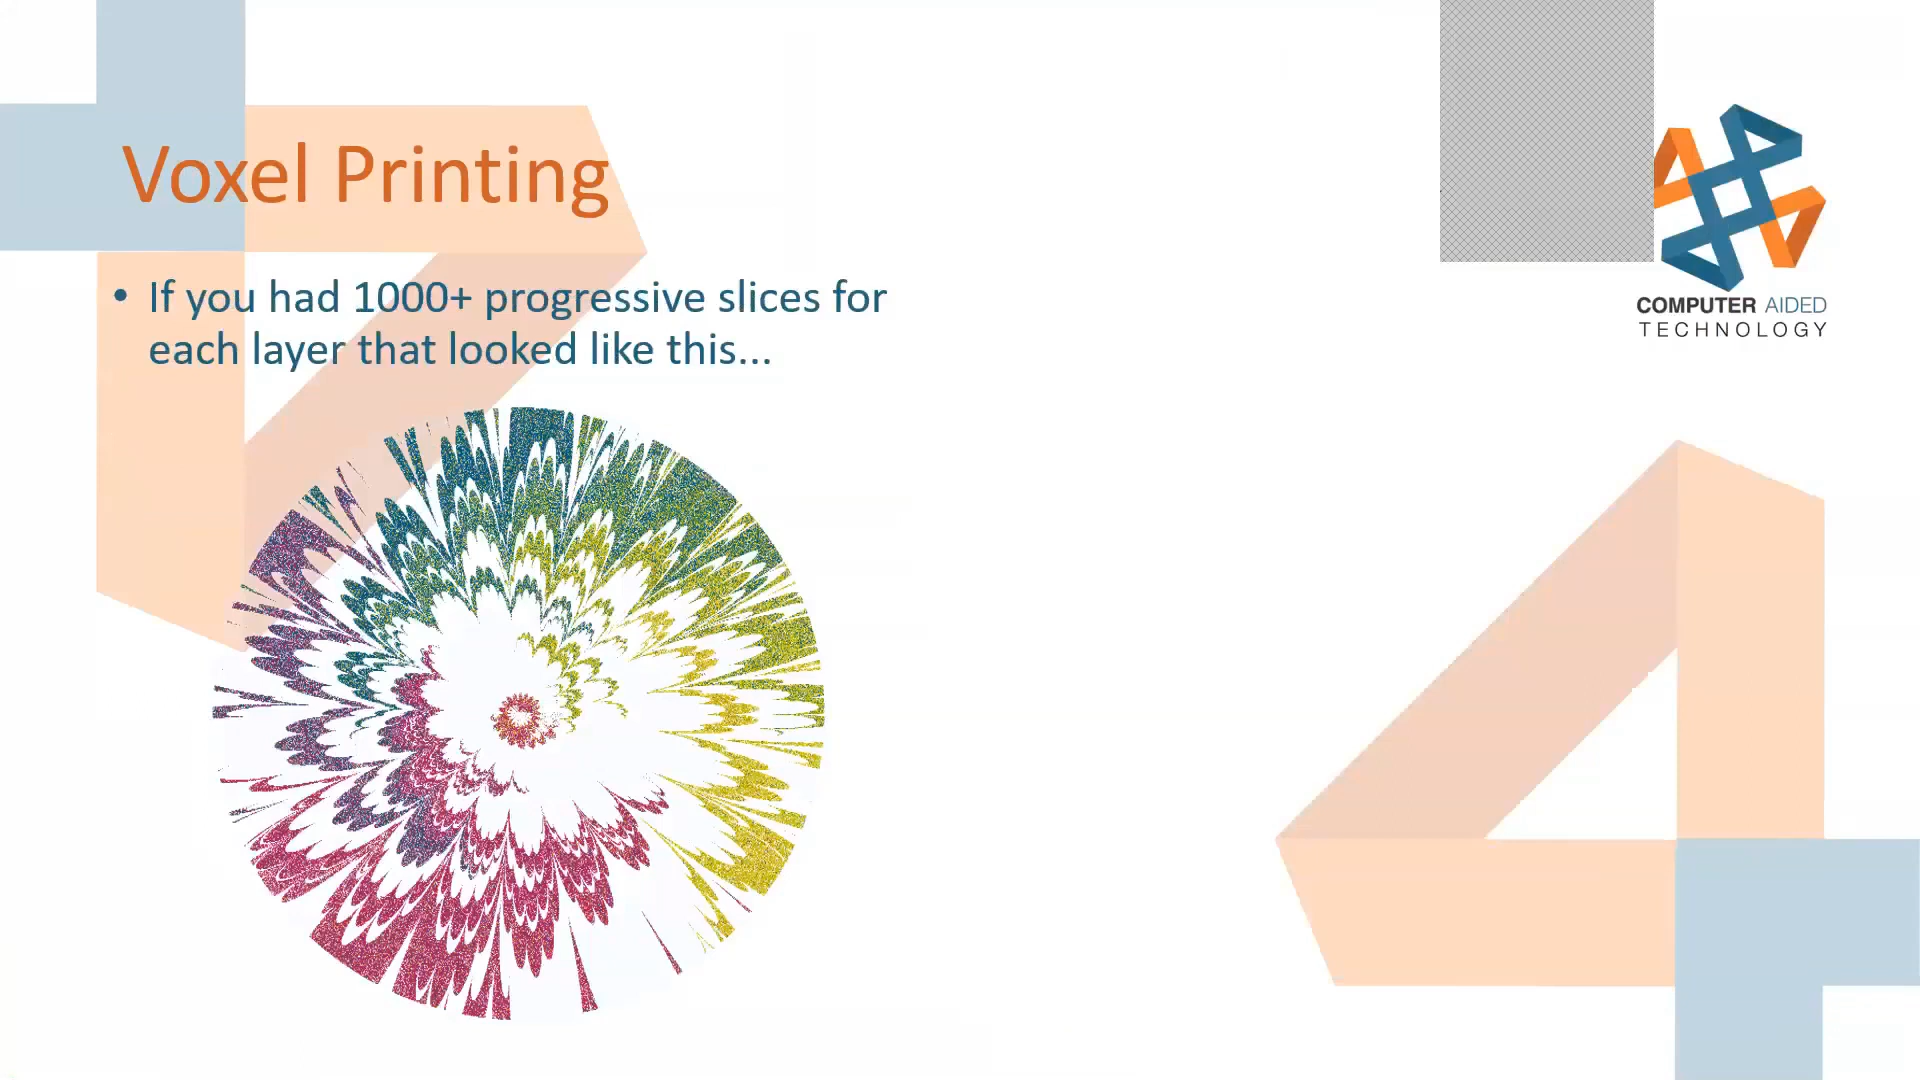 Voxel Printing
• If you had 1000+ progressive slices for
each layer that looked like this...
COMPUTER AIDED
TECHNOLOGY